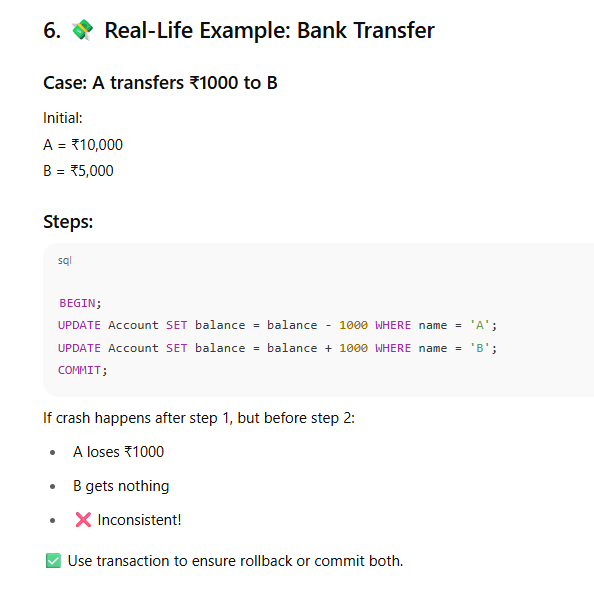 6. 💸 Real-Life Example: Bank Transfer
Case: A transfers ₹1000 to B
Initial:
A = ₹10,000
B = ₹5,000
Steps:
sql
BEGIN;
UPDATE Account SET balance = balance - 1000 WHERE name = 'A';
UPDATE Account SET balance = balance + 1000 WHERE name = 'B';
COMMIT;
If crash happens after step 1, but before step 2:
• A loses ₹1000
• B gets nothing
• ❌ Inconsistent!
✅ Use transaction to ensure rollback or commit both.